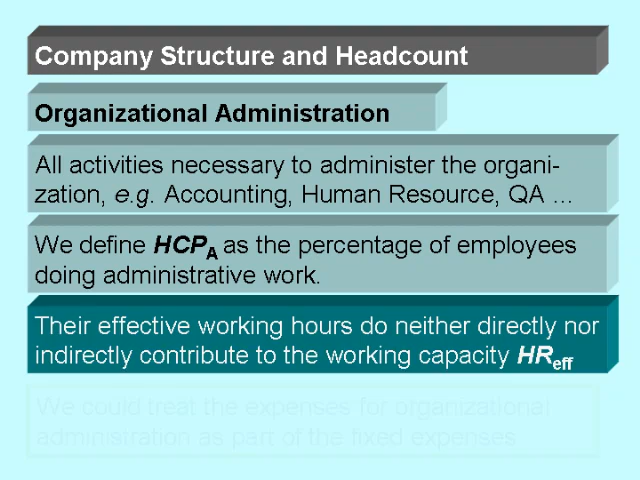 Company Structure and Headcount
Organizational Administration
All activities necessary to administer the organi-
zation, e.g. Accounting, Human Resource, QA ...
We define HCPA as the percentage of employees
doing administrative work.
Their effective working hours do neither directly nor
indirectly contribute to the working capacity HReff
We could treat the expenses for organizational
administration as part of the fixed expenses